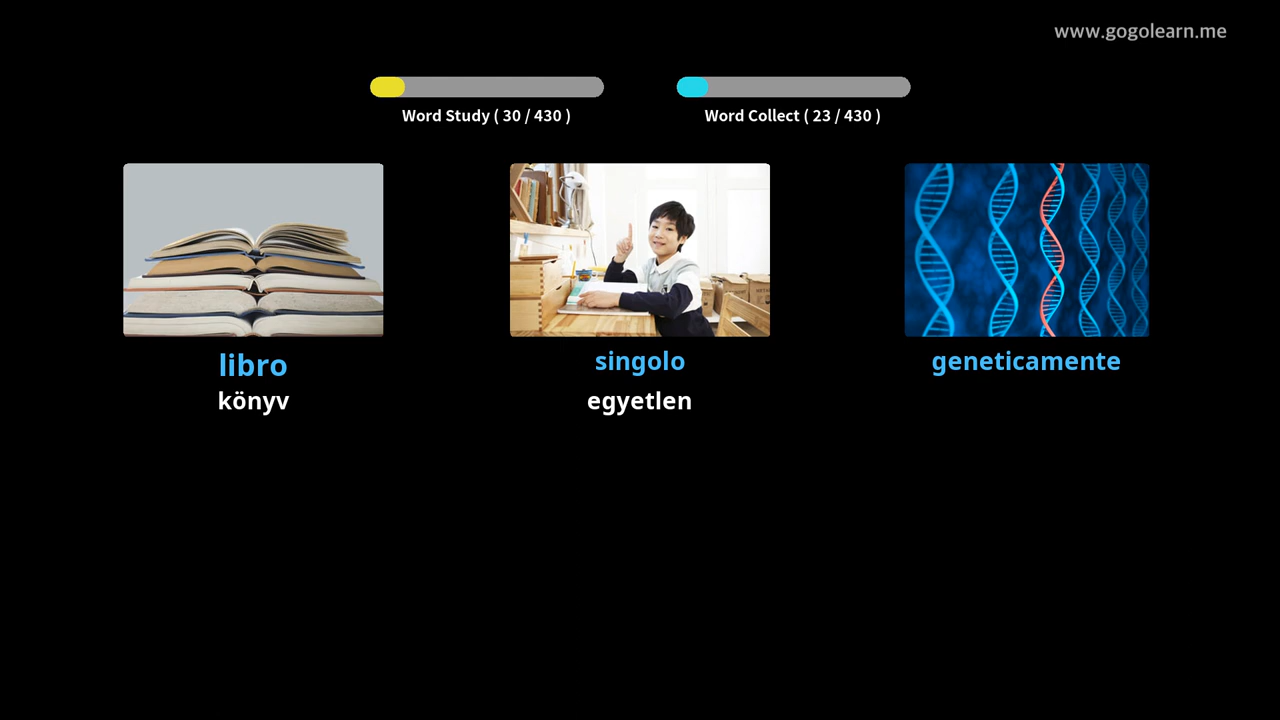 www.gogolearn.me
Word Study ( 30 / 430 )
Word Collect ( 23 / 430 )
libro
singolo
geneticamente
könyv
egyetlen